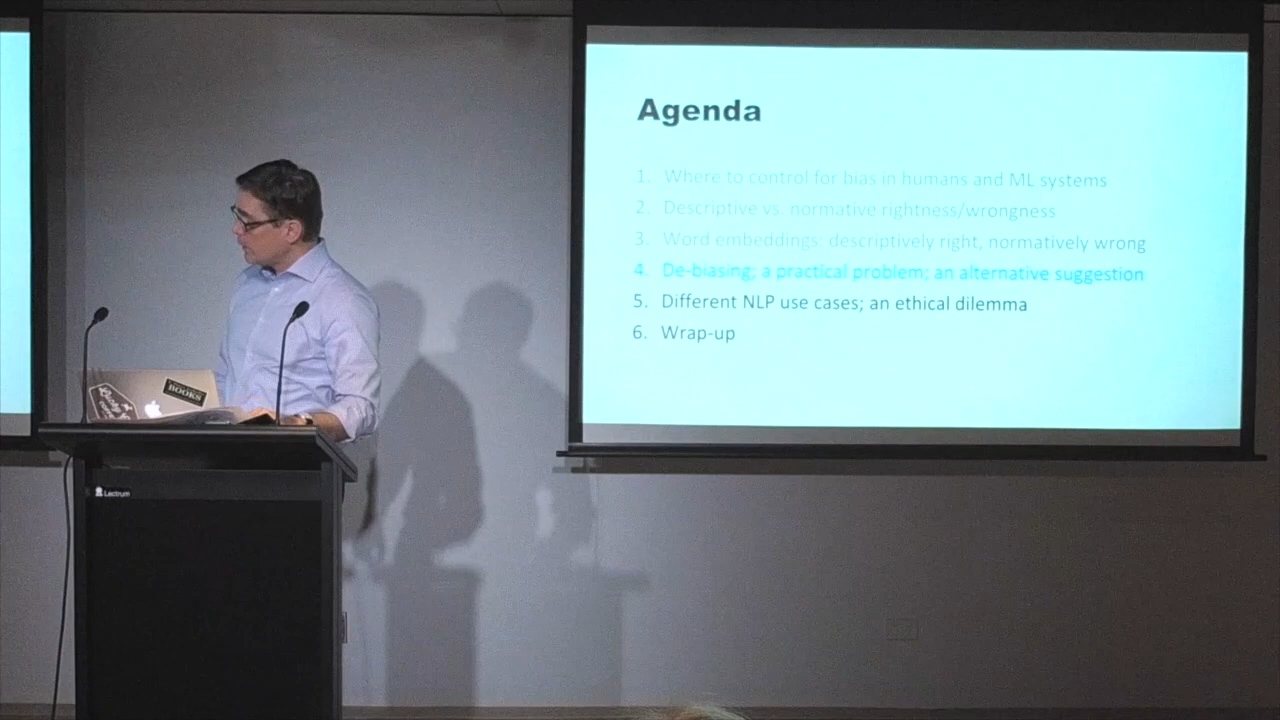 Agenda
1. Where to control for bias in humans and ML systems
2. Descriptive vs. normative rightness/wrongness
3. Word embeddings: descriptively right, normatively wrong
4. De-biasing; a practical problem; an alternative suggestion
5. Different NLP use cases; an ethical dilemma
6. Wrap-up
BOOKS
Lectrum